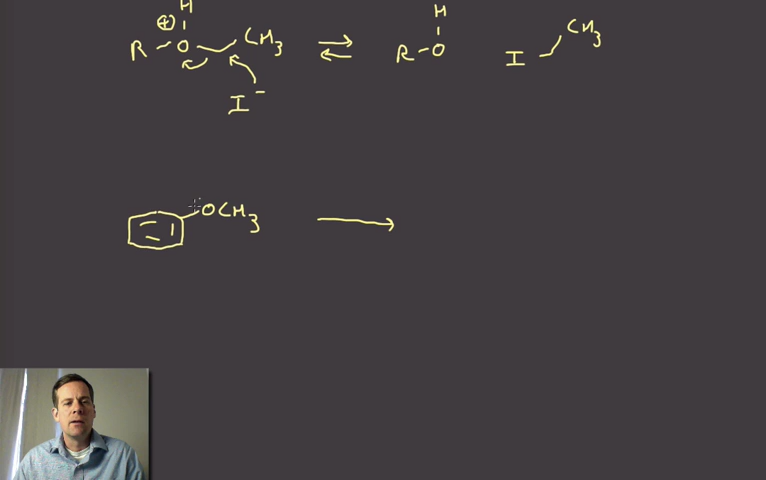 ⊕ H H
R-O CH3 ⇌ R-O I CH3
I⁻
OCH3 →